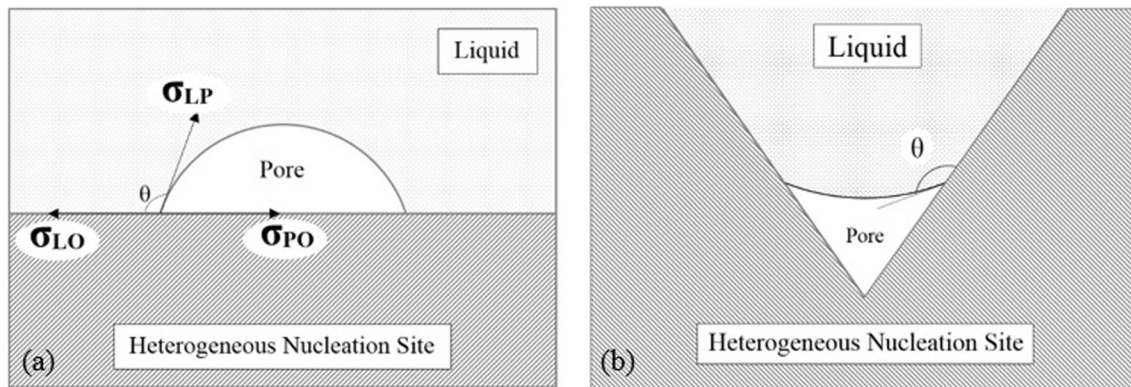 Liquid
σLP
Pore
θ
σLO
σPO
Heterogeneous Nucleation Site
(a)
Liquid
θ
Pore
Heterogeneous Nucleation Site
(b)